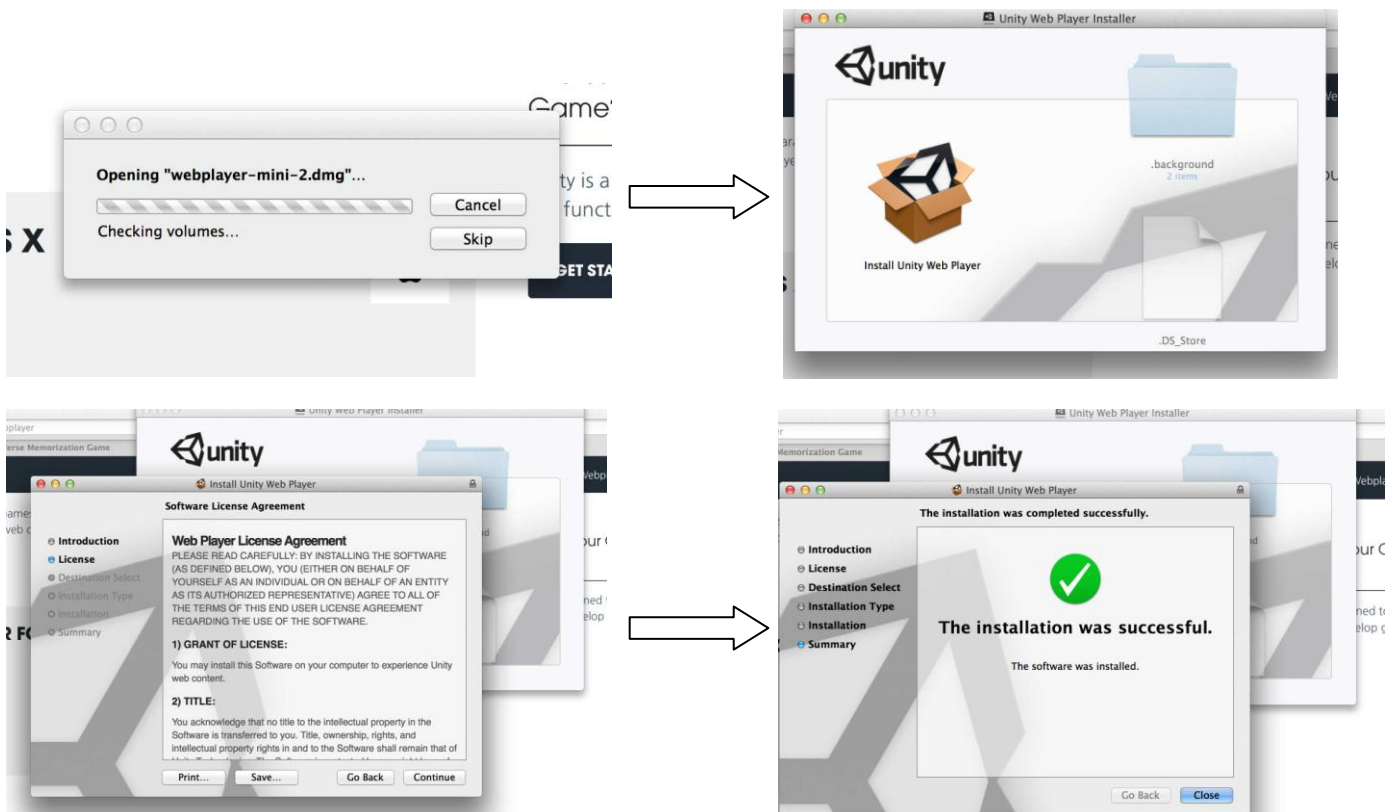 Game
Opening "webplayer-mini-2.dmg"...
Cancel
Checking volumes...
Skip
ty is a
funct
S X
GET STA
Unity Web Player Installer
unity
.background
2 items
Install Unity Web Player
.DS_Store
Unity Web Player Installer
erse Memorization Game
unity
Install Unity Web Player
Software License Agreement
Introduction
License
Destination Select
Installation Type
Installation
Summary
Web Player License Agreement
PLEASE READ CAREFULLY: BY INSTALLING THE SOFTWARE
(AS DEFINED BELOW), YOU (EITHER ON BEHALF OF
YOURSELF AS AN INDIVIDUAL OR ON BEHALF OF AN ENTITY
AS ITS AUTHORIZED REPRESENTATIVE) AGREE TO ALL OF
THE TERMS OF THIS END USER LICENSE AGREEMENT
REGARDING THE USE OF THE SOFTWARE.
1) GRANT OF LICENSE:
You may install this Software on your computer to experience Unity
web content.
2) TITLE:
You acknowledge that no title to the intellectual property in the
Software is transferred to you. Title, ownership, rights, and
intellectual property rights in and to the Software shall remain that of
Print...
Save...
Go Back
Continue
Unity Web Player Installer
Memorization Game
unity
Install Unity Web Player
The installation was completed successfully.
Introduction
License
Destination Select
Installation Type
Installation
Summary
The installation was successful.
The software was installed.
Go Back
Close